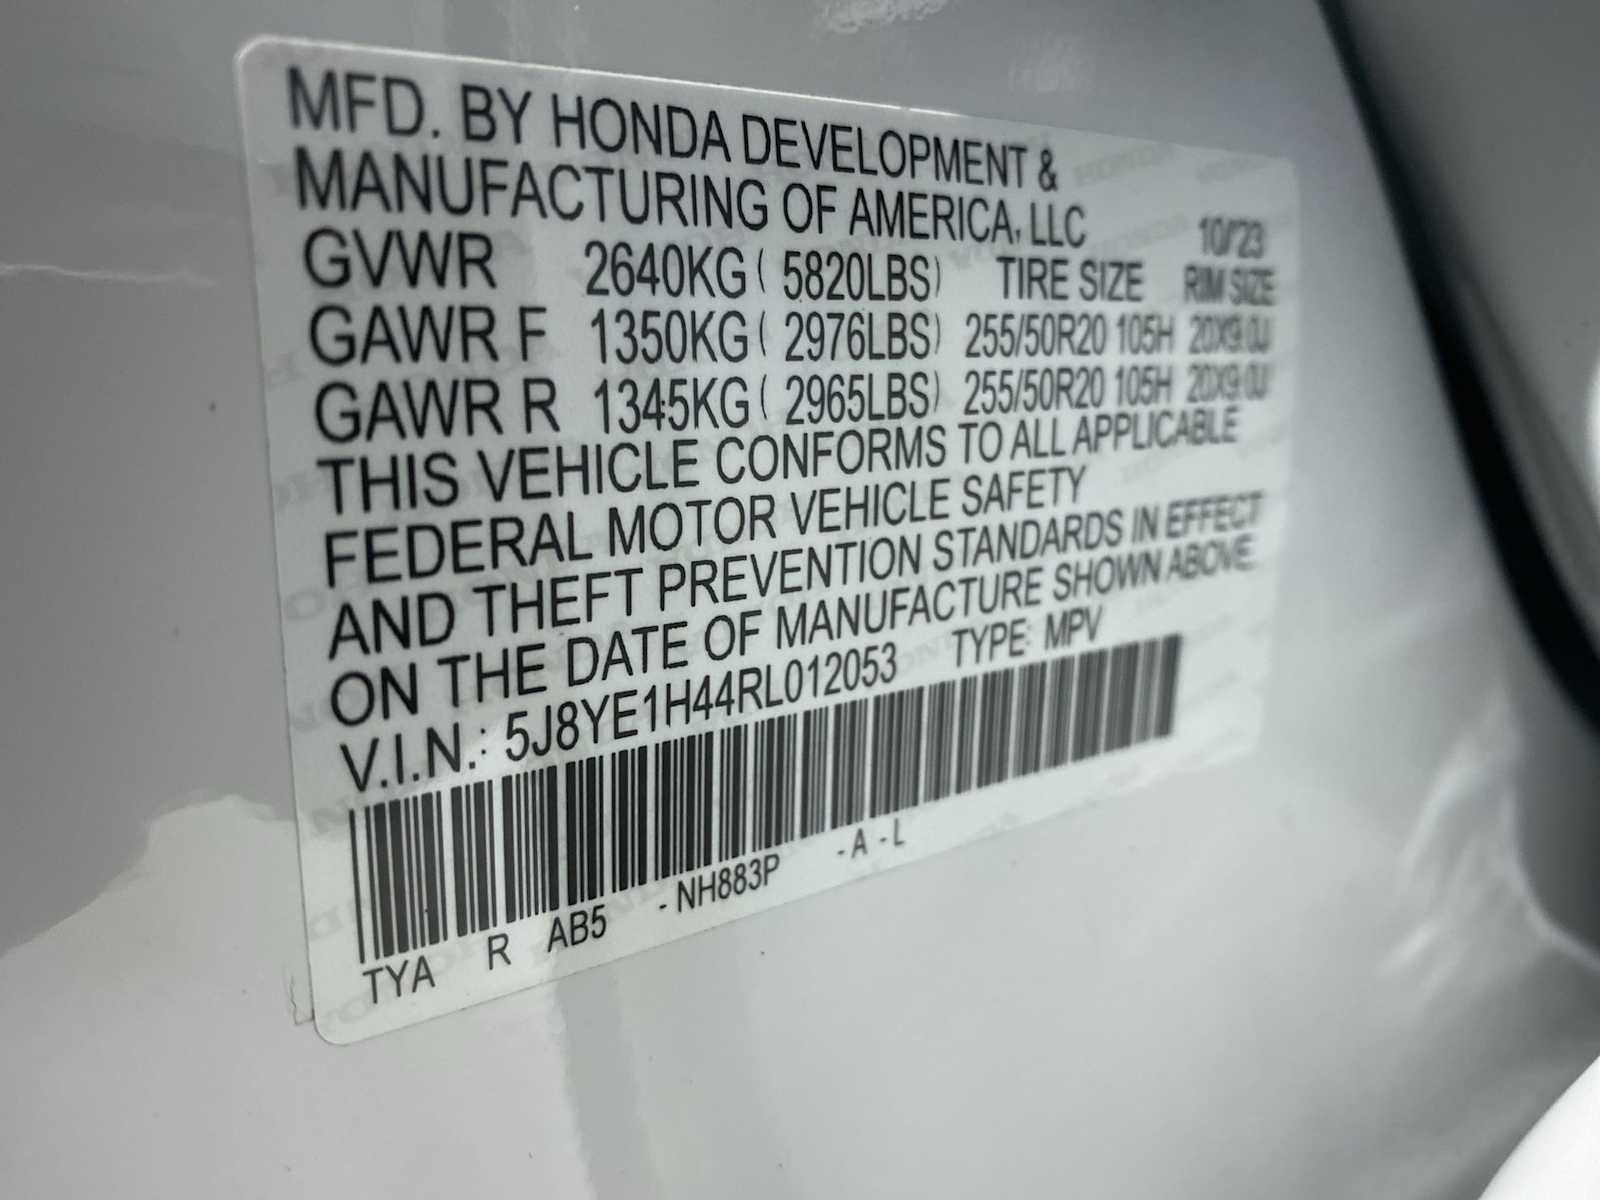 MFD. BY HONDA DEVELOPMENT &
MANUFACTURING OF AMERICA, LLC 10/'23
GVWR 2640KG ( 5820LBS) TIRE SIZE RIM SIZE
GAWR F 1350KG ( 2976LBS) 255/50R20 105H 20X9.0J
GAWR R 1345KG ( 2965LBS) 255/50R20 105H 20X9.0J
THIS VEHICLE CONFORMS TO ALL APPLICABLE
FEDERAL MOTOR VEHICLE SAFETY
AND THEFT PREVENTION STANDARDS IN EFFECT
ON THE DATE OF MANUFACTURE SHOWN ABOVE.
V.I.N.: 5J8YE1H44RL012053 TYPE: MPV
TYA R AB5 -NH883P -A -L